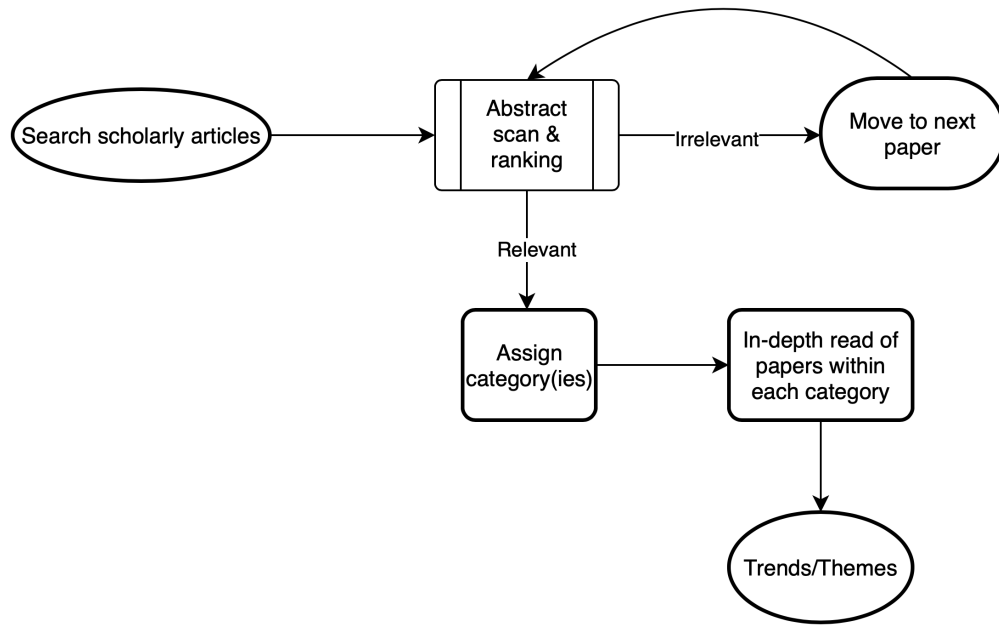 Search scholarly articles
Abstract
scan &
ranking
Irrelevant
Move to next
paper
Relevant
Assign
category(ies)
In-depth read of
papers within
each category
Trends/Themes